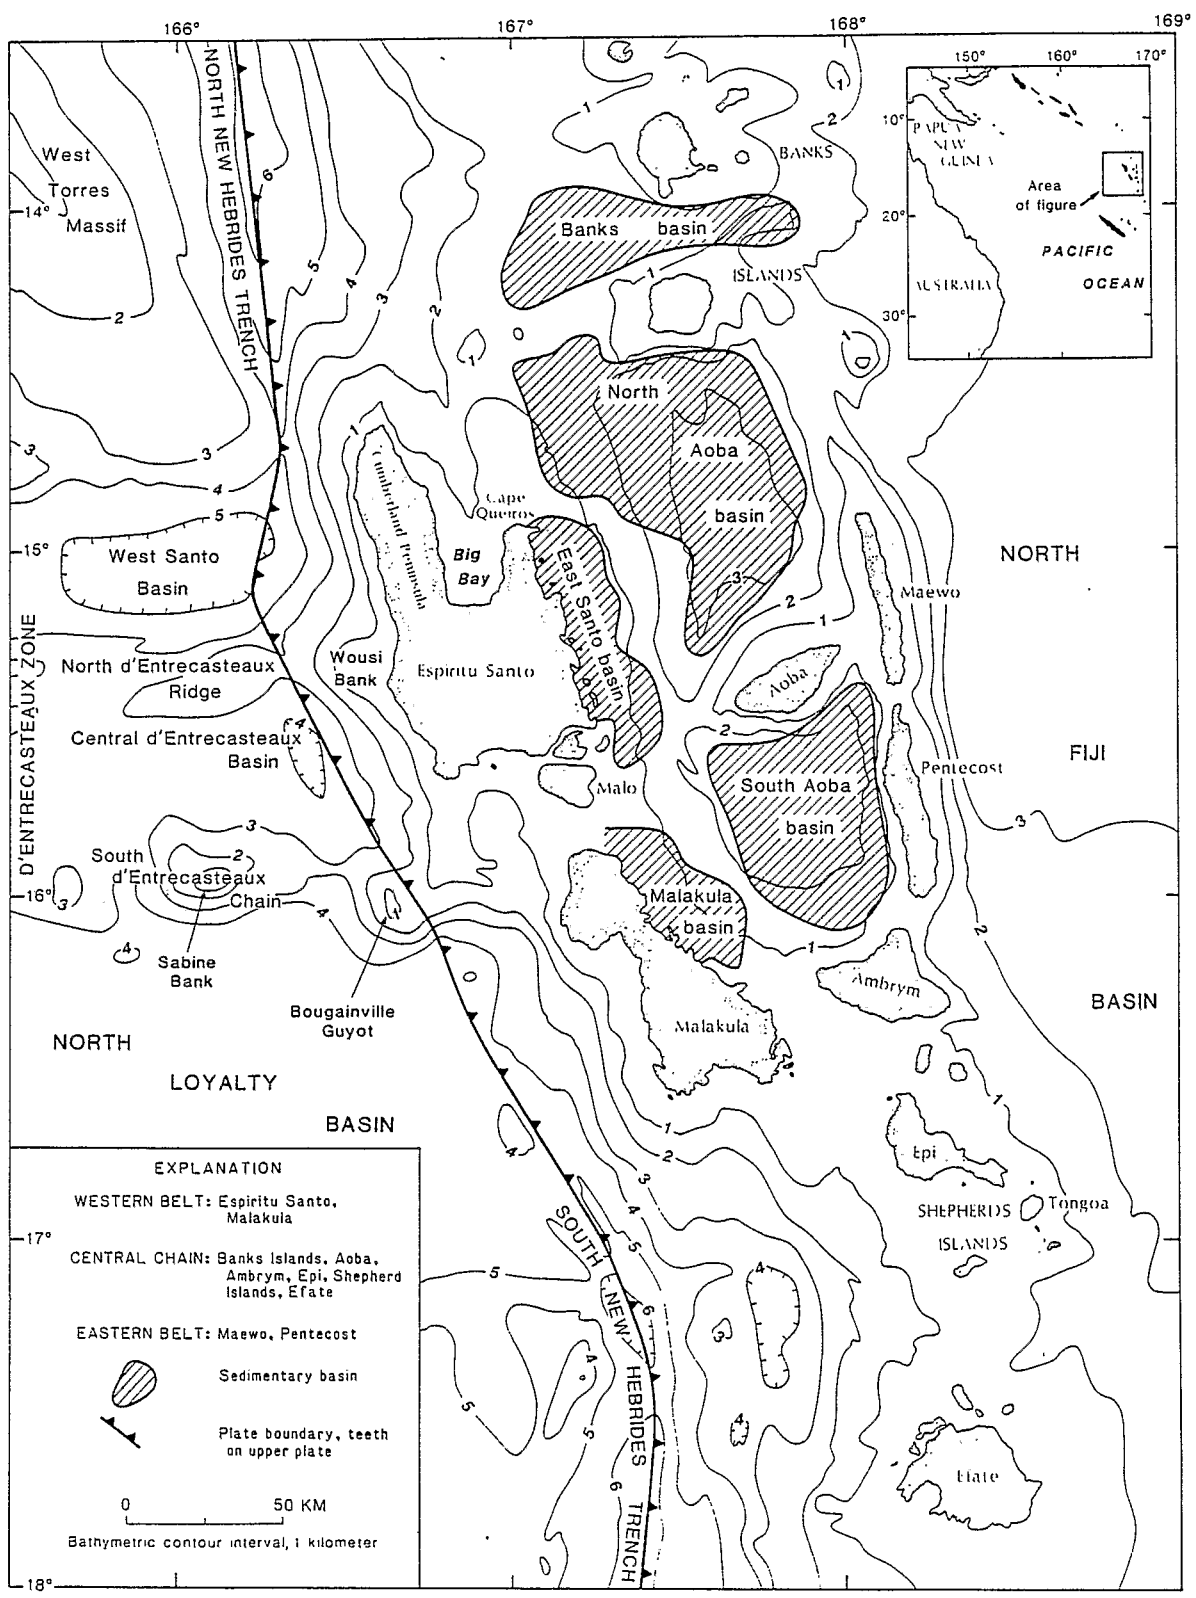 166°
167°
168°
169°
150°
160°
170°
10°
20°
30°
PAPUA
NEW
GUINEA
Area
of figure
PACIFIC
OCEAN
AUSTRALIA
14°
15°
16°
17°
18°
NORTH NEW HEBRIDES TRENCH
West
Torres
Massif
BANKS
Banks basin
ISLANDS
North
Aoba
basin
Cape
Queiros
Cumberland Peninsula
Big
Bay
East Santo basin
West Santo
Basin
NORTH
Maewo
D'ENTRECASTEAUX ZONE
North d'Entrecasteaux
Ridge
Wousi
Bank
Espiritu Santo
Aoba
Central d'Entrecasteaux
Basin
FIJI
Pentecost
Malo
South Aoba
basin
South
d'Entrecasteaux
Chain
Malakula
basin
Sabine
Bank
Bougainville
Guyot
Ambrym
BASIN
Malakula
NORTH
LOYALTY
BASIN
Epi
SHEPHERDS
ISLANDS
Tongoa
SOUTH NEW HEBRIDES TRENCH
Efate
1
2
3
4
5
6
EXPLANATION
WESTERN BELT: Espiritu Santo,
Malakula
CENTRAL CHAIN: Banks Islands, Aoba,
Ambrym, Epi, Shepherd
Islands, Efate
EASTERN BELT: Maewo, Pentecost
Sedimentary basin
Plate boundary, teeth
on upper plate
0 50 KM
Bathymetric contour interval, 1 kilometer